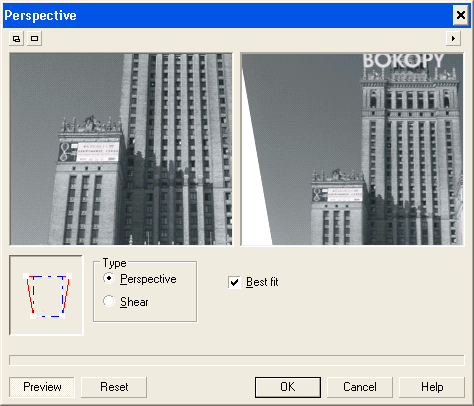 Perspective
BOKOPY
Type
Perspective
Shear
Best fit
Preview
Reset
OK
Cancel
Help